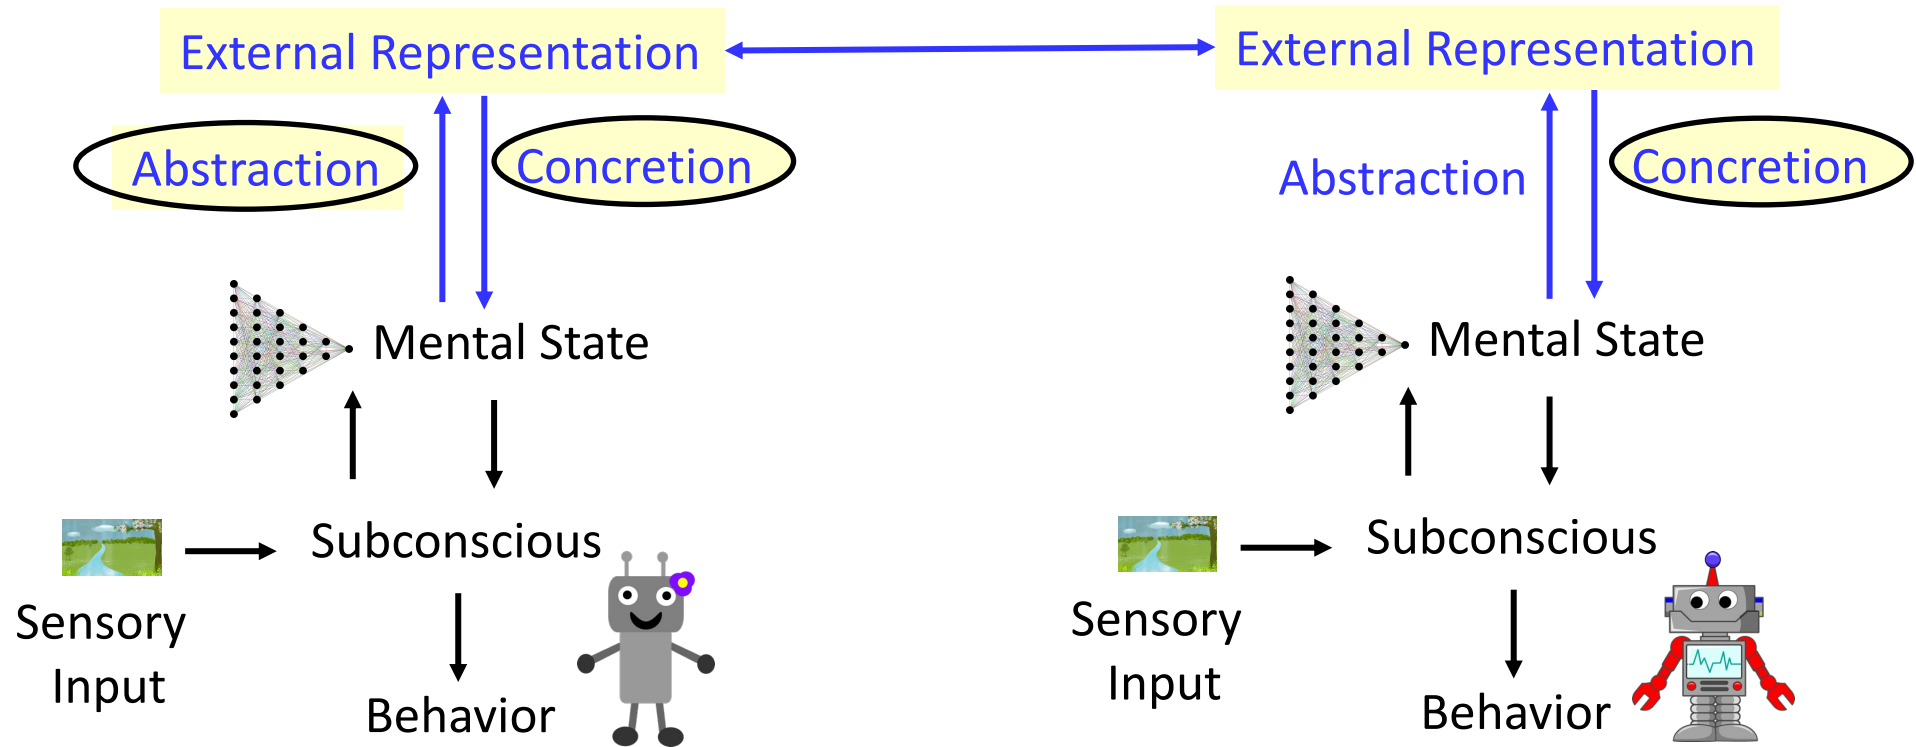 External Representation
Abstraction
Concretion
Mental State
Subconscious
Sensory
Input
Behavior
External Representation
Abstraction
Concretion
Mental State
Subconscious
Sensory
Input
Behavior